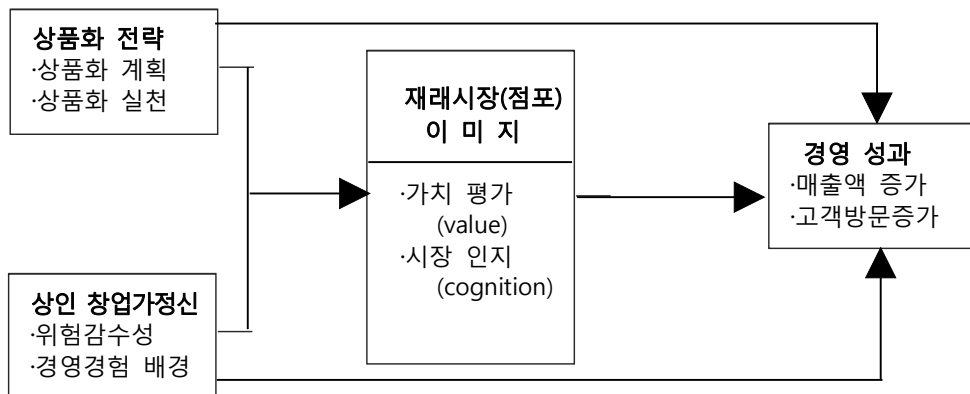 상품화 전략
·상품화 계획
·상품화 실천
재래시장(점포)
이 미 지
·가치 평가
(value)
·시장 인지
(cognition)
경영 성과
·매출액 증가
·고객방문증가
상인 창업가정신
·위험감수성
·경영경험 배경